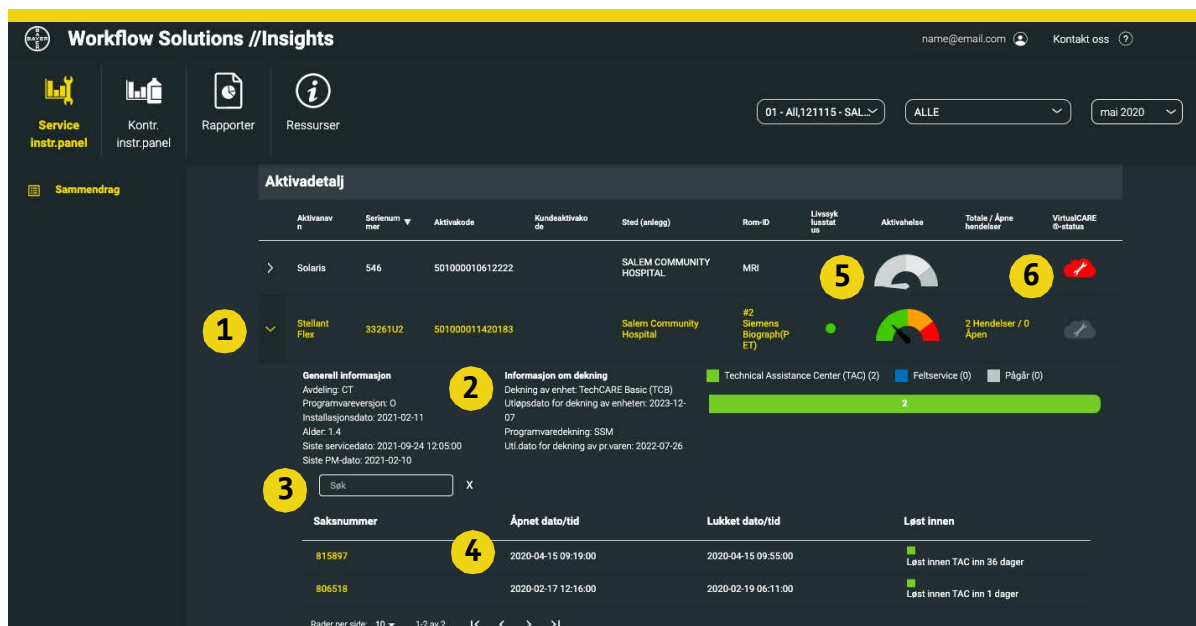 BAYER
Workflow Solutions //Insights
name@email.com
Kontakt oss ?
Service
instr.panel
Kontr.
instr.panel
Rapporter
Ressurser
01 - All,121115 - SAL...
ALLE
mai 2020
Sammendrag
Aktivadetalj
Aktivanav
n
Serienum
mer
Aktivakode
Kundeaktivako
de
Sted (anlegg)
Rom-ID
Livssyk
lusstat
us
Aktivahelse
Totale / Åpne
hendelser
VirtualCARE
®-status
Solaris
546
501000010612222
SALEM COMMUNITY
HOSPITAL
MRI
5
6
1
Stellant
Flex
33261U2
501000011420183
Salem Community
Hospital
#2
Siemens
Biograph(P
ET)
2 Hendelser / 0
Åpen
Generell informasjon
Avdeling: CT
Programvareversjon: O
Installasjonsdato: 2021-02-11
Alder: 1.4
Siste servicedato: 2021-09-24 12:05:00
Siste PM-dato: 2021-02-10
2
Informasjon om dekning
Dekning av enhet: TechCARE Basic (TCB)
Utløpsdato for dekning av enheten: 2023-12-
07
Programvaredekning: SSM
Utl.dato for dekning av pr.varen: 2022-07-26
Technical Assistance Center (TAC) (2)
Feltservice (0)
Pågår (0)
2
3
Søk
X
Saksnummer
Åpnet dato/tid
Lukket dato/tid
Løst innen
4
815897
2020-04-15 09:19:00
2020-04-15 09:55:00
Løst innen TAC inn 36 dager
806518
2020-02-17 12:16:00
2020-02-19 06:11:00
Løst innen TAC inn 1 dager
Rader per side: 10
1-2 av 2